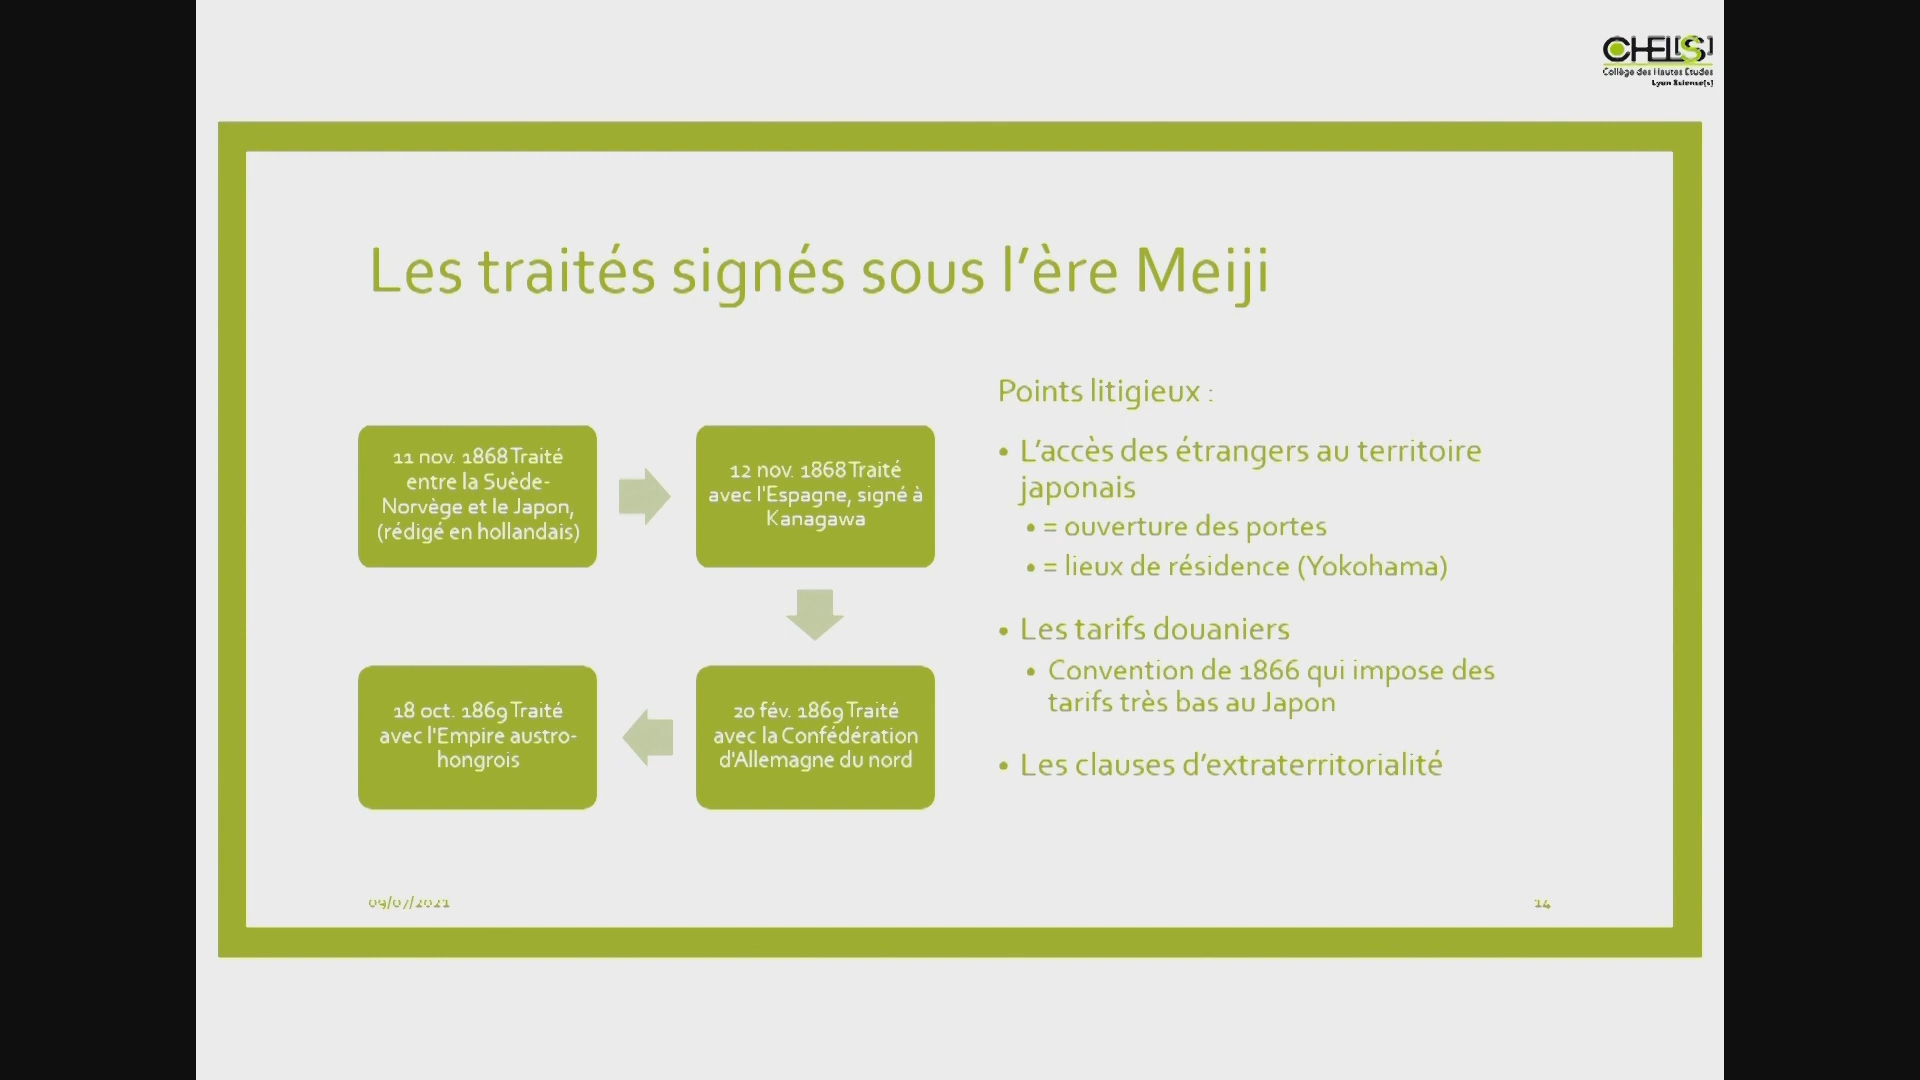 CHEL[S]
Collège des Hautes Etudes
Lyon Science[s]
Les traités signés sous l’ère Meiji
11 nov. 1868 Traité
entre la Suède-
Norvège et le Japon,
(rédigé en hollandais)
12 nov. 1868 Traité
avec l'Espagne, signé à
Kanagawa
20 fév. 1869 Traité
avec la Confédération
d'Allemagne du nord
18 oct. 1869 Traité
avec l'Empire austro-
hongrois
Points litigieux :
• L’accès des étrangers au territoire
japonais
• = ouverture des portes
• = lieux de résidence (Yokohama)
• Les tarifs douaniers
• Convention de 1866 qui impose des
tarifs très bas au Japon
• Les clauses d’extraterritorialité
09/07/2021
14